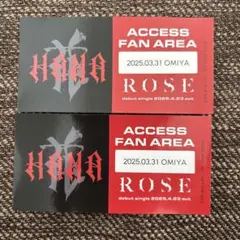 HANA
ACCESS
FAN AREA
2025.03.31 OMIYA
ROSE
debut single 2025.4.23 out
HANA
ACCESS
FAN AREA
2025.03.31 OMIYA
ROSE
debut single 2025.4.23 out